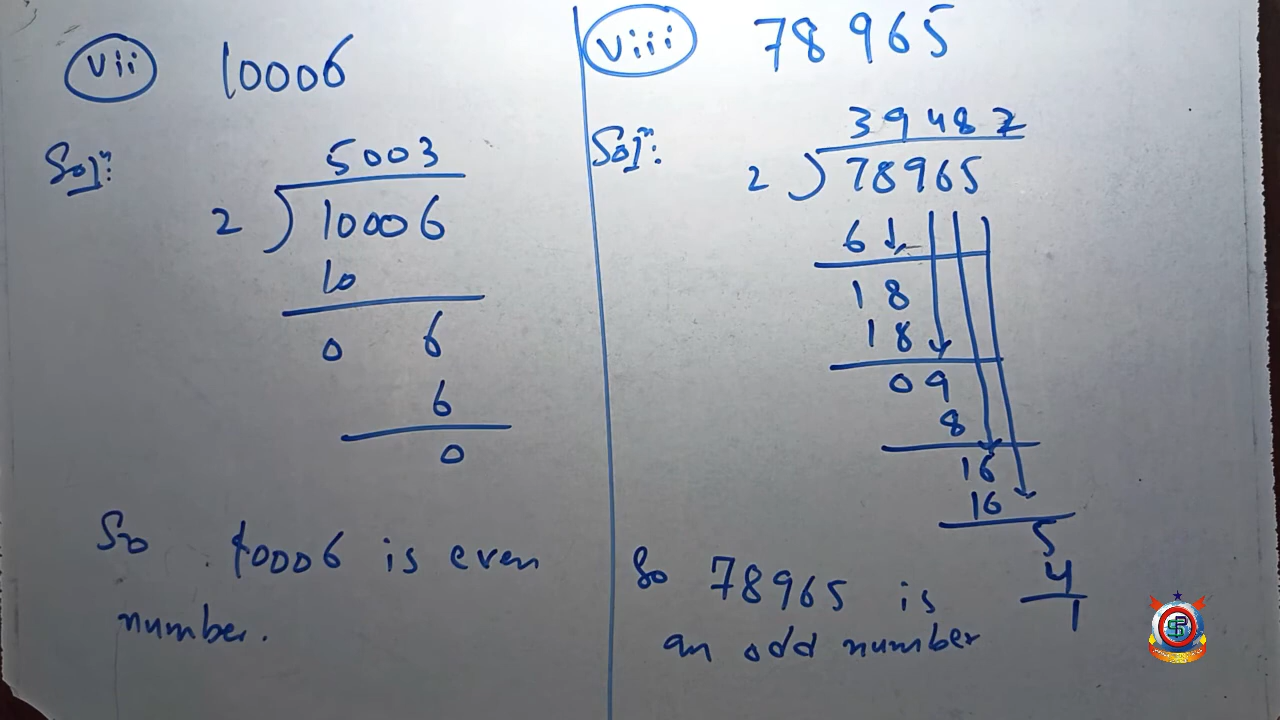 vii 10006
Solⁿ:
5003
2 ) 10006
10
0 6
6
0
So 10006 is even
number.
viii 78965
Solⁿ:
39482
2 ) 78965
6
18
18
09
8
16
16
5
4
1
So 78965 is
an odd number